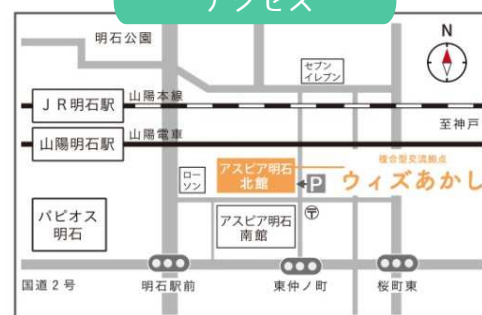 アクセス
明石公園
N
セブン
イレブン
JR明石駅
山陽本線
至神戸
山陽明石駅
山陽電車
複合型交流拠点
ロー
ソン
アスピア明石
北館
P
ウィズあかし
〒
パピオス
明石
アスピア明石
南館
国道2号
明石駅前
東仲ノ町
桜町東